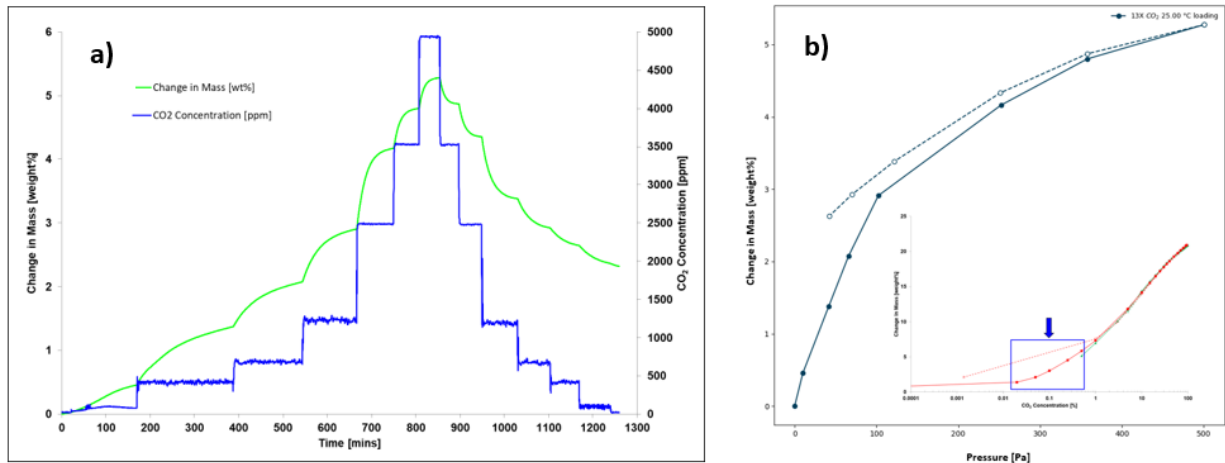 a)
Change in Mass [wt%]
CO2 Concentration [ppm]
6
5
4
3
2
1
0
Change in Mass [weight%]
5000
4500
4000
3500
3000
2500
2000
1500
1000
500
0
CO₂ Concentration [ppm]
0 100 200 300 400 500 600 700 800 900 1000 1100 1200 1300
Time [mins]
b)
13X-CO₂ 25.00 °C loading
5
4
3
2
1
0
Change in Mass [weight%]
0 100 200 300 400 500
Pressure [Pa]
25
20
15
10
5
0
Change in Mass [weight%]
0.0001 0.001 0.01 0.1 1 10 100
CO₂ Concentration [%]